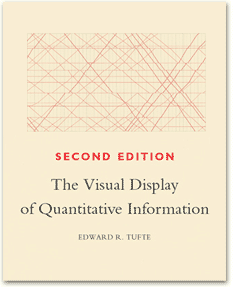 SECOND EDITION
The Visual Display
of Quantitative Information
EDWARD R. TUFTE